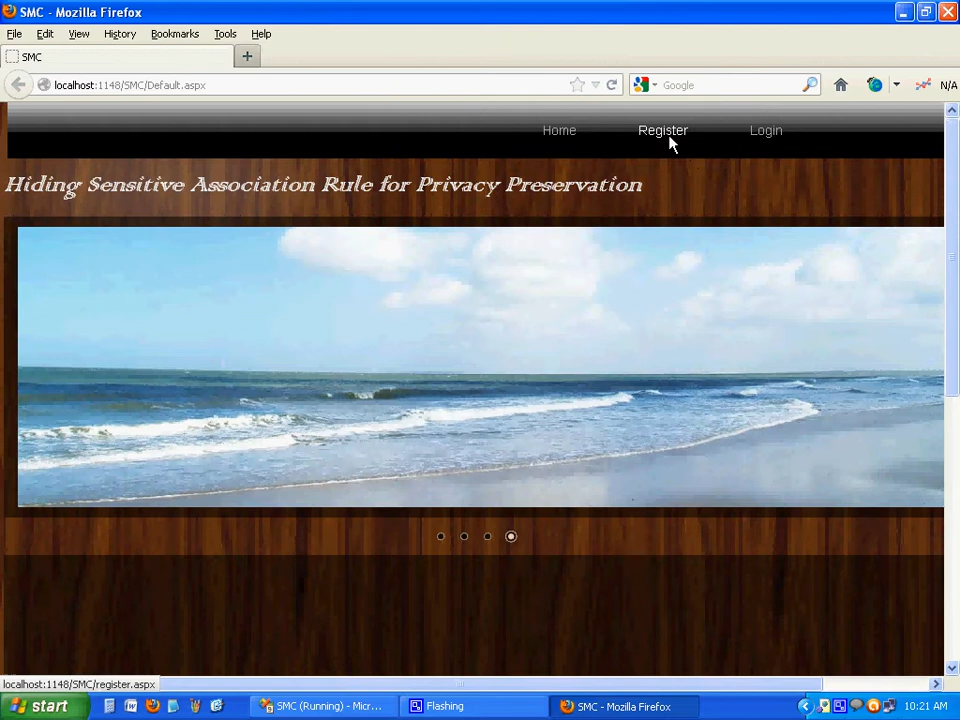 SMC - Mozilla Firefox
File Edit View History Bookmarks Tools Help
SMC
localhost:1148/SMC/Default.aspx
Google
N/A
Home Register Login
Hiding Sensitive Association Rule for Privacy Preservation
localhost:1148/SMC/register.aspx
start
SMC (Running) - Micr...
Flashing
SMC - Mozilla Firefox
10:21 AM